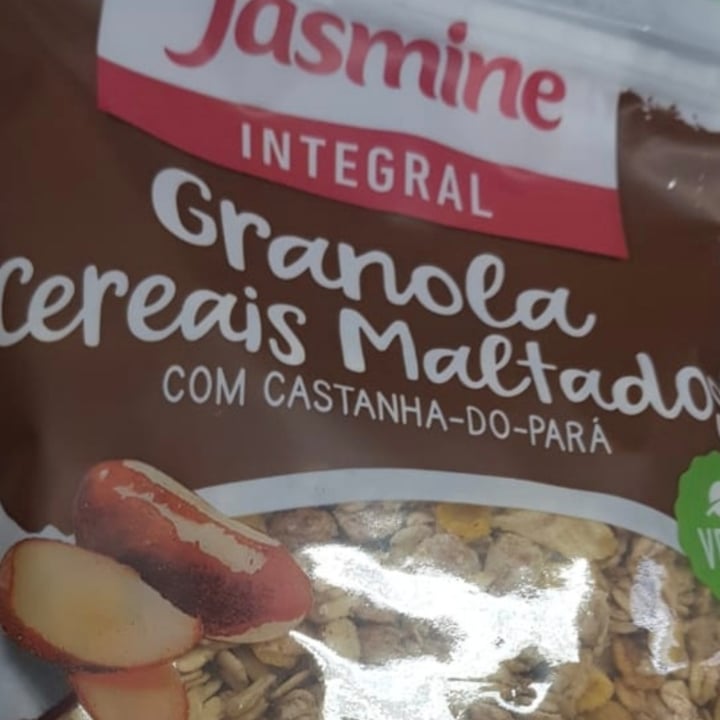 Jasmine
INTEGRAL
Granola
Cereais Maltados
COM CASTANHA-DO-PARÁ